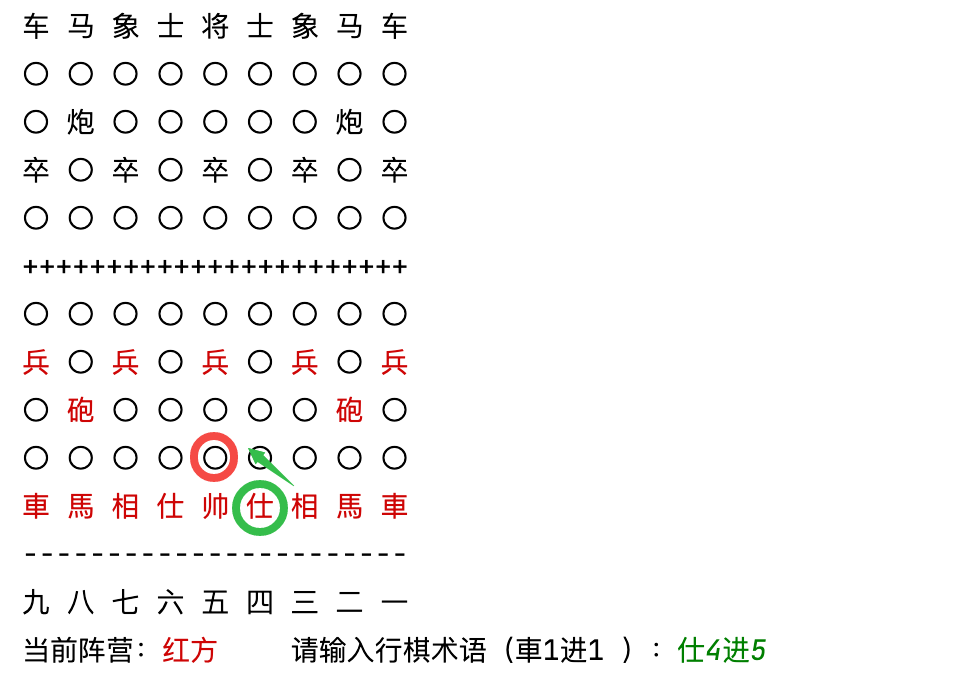 车 马 象 士 将 士 象 马 车
〇 〇 〇 〇 〇 〇 〇 〇 〇
〇 炮 〇 〇 〇 〇 〇 炮 〇
卒 〇 卒 〇 卒 〇 卒 〇 卒
〇 〇 〇 〇 〇 〇 〇 〇 〇
+++++++++++++++++++++++
〇 〇 〇 〇 〇 〇 〇 〇 〇
兵 〇 兵 〇 兵 〇 兵 〇 兵
〇 砲 〇 〇 〇 〇 〇 砲 〇
〇 〇 〇 〇 〇 〇 〇 〇 〇
車 馬 相 仕 帅 仕 相 馬 車
-----------------------
九 八 七 六 五 四 三 二 一
当前阵营：红方 请输入行棋术语（車1进1 ）：仕4进5